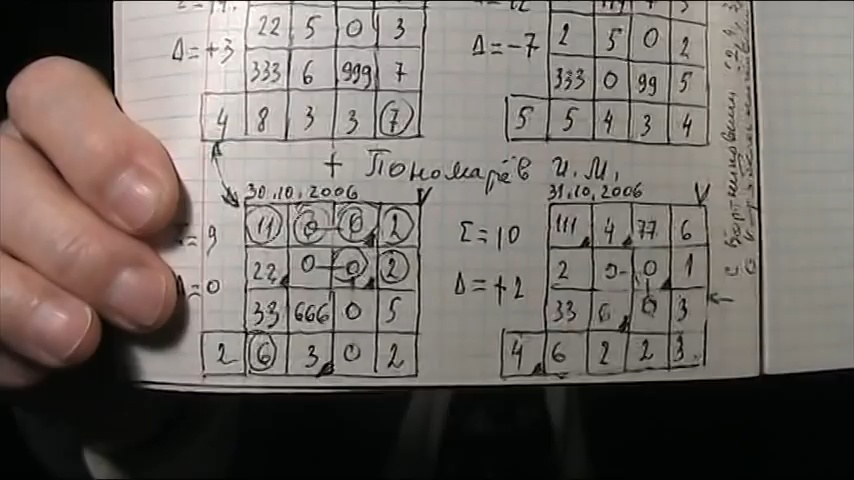 22 5 0 3
Δ=+3
333 6 999 7
4 8 3 3 7
Δ=-7
2 5 0 2
333 0 99 5
5 5 4 3 4
+ Пономарёв И.М.
30.10.2006
11 0 0 2
=9
22 0 0 2
Δ=0
33 666 0 5
2 6 3 0 2
31.10.2006
111 4 77 6
Σ=10
2 0 0 1
Δ=+2
33 0 0 3
4 6 2 2 3